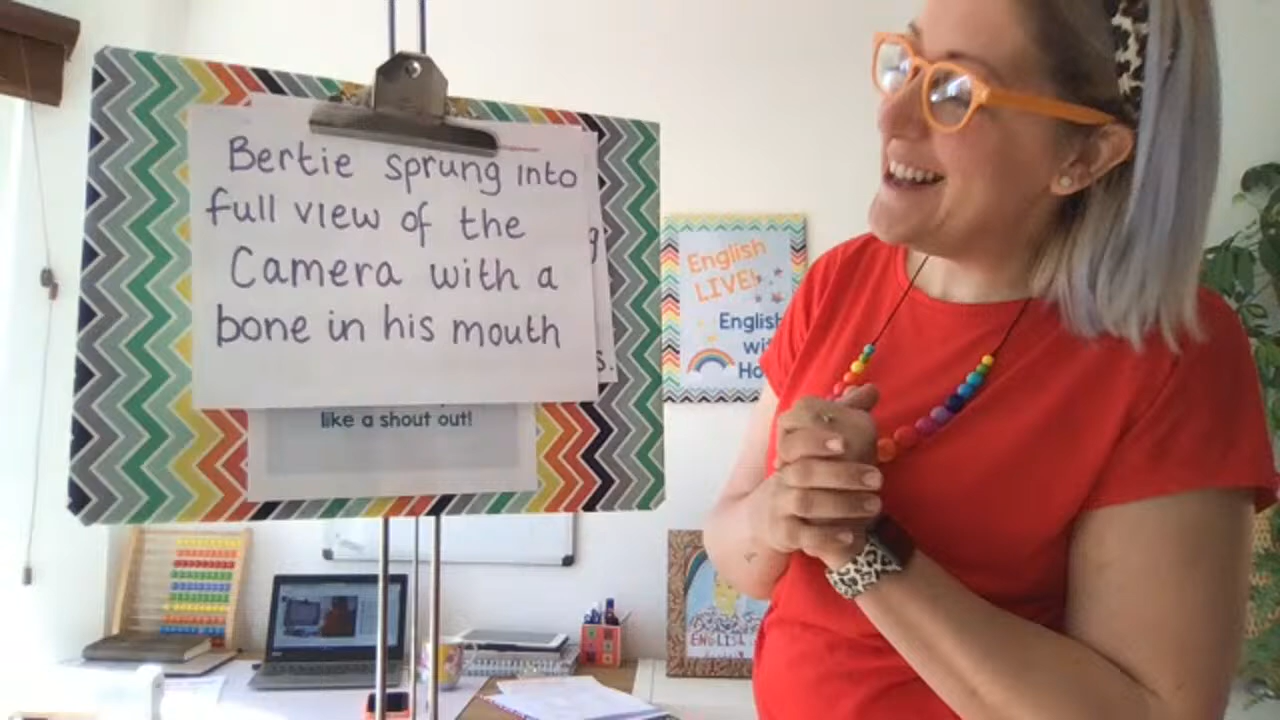 Bertie sprung into
full view of the
Camera with a
bone in his mouth
g
s.
like a shout out!
English
LIVE!
English
ENGLISH